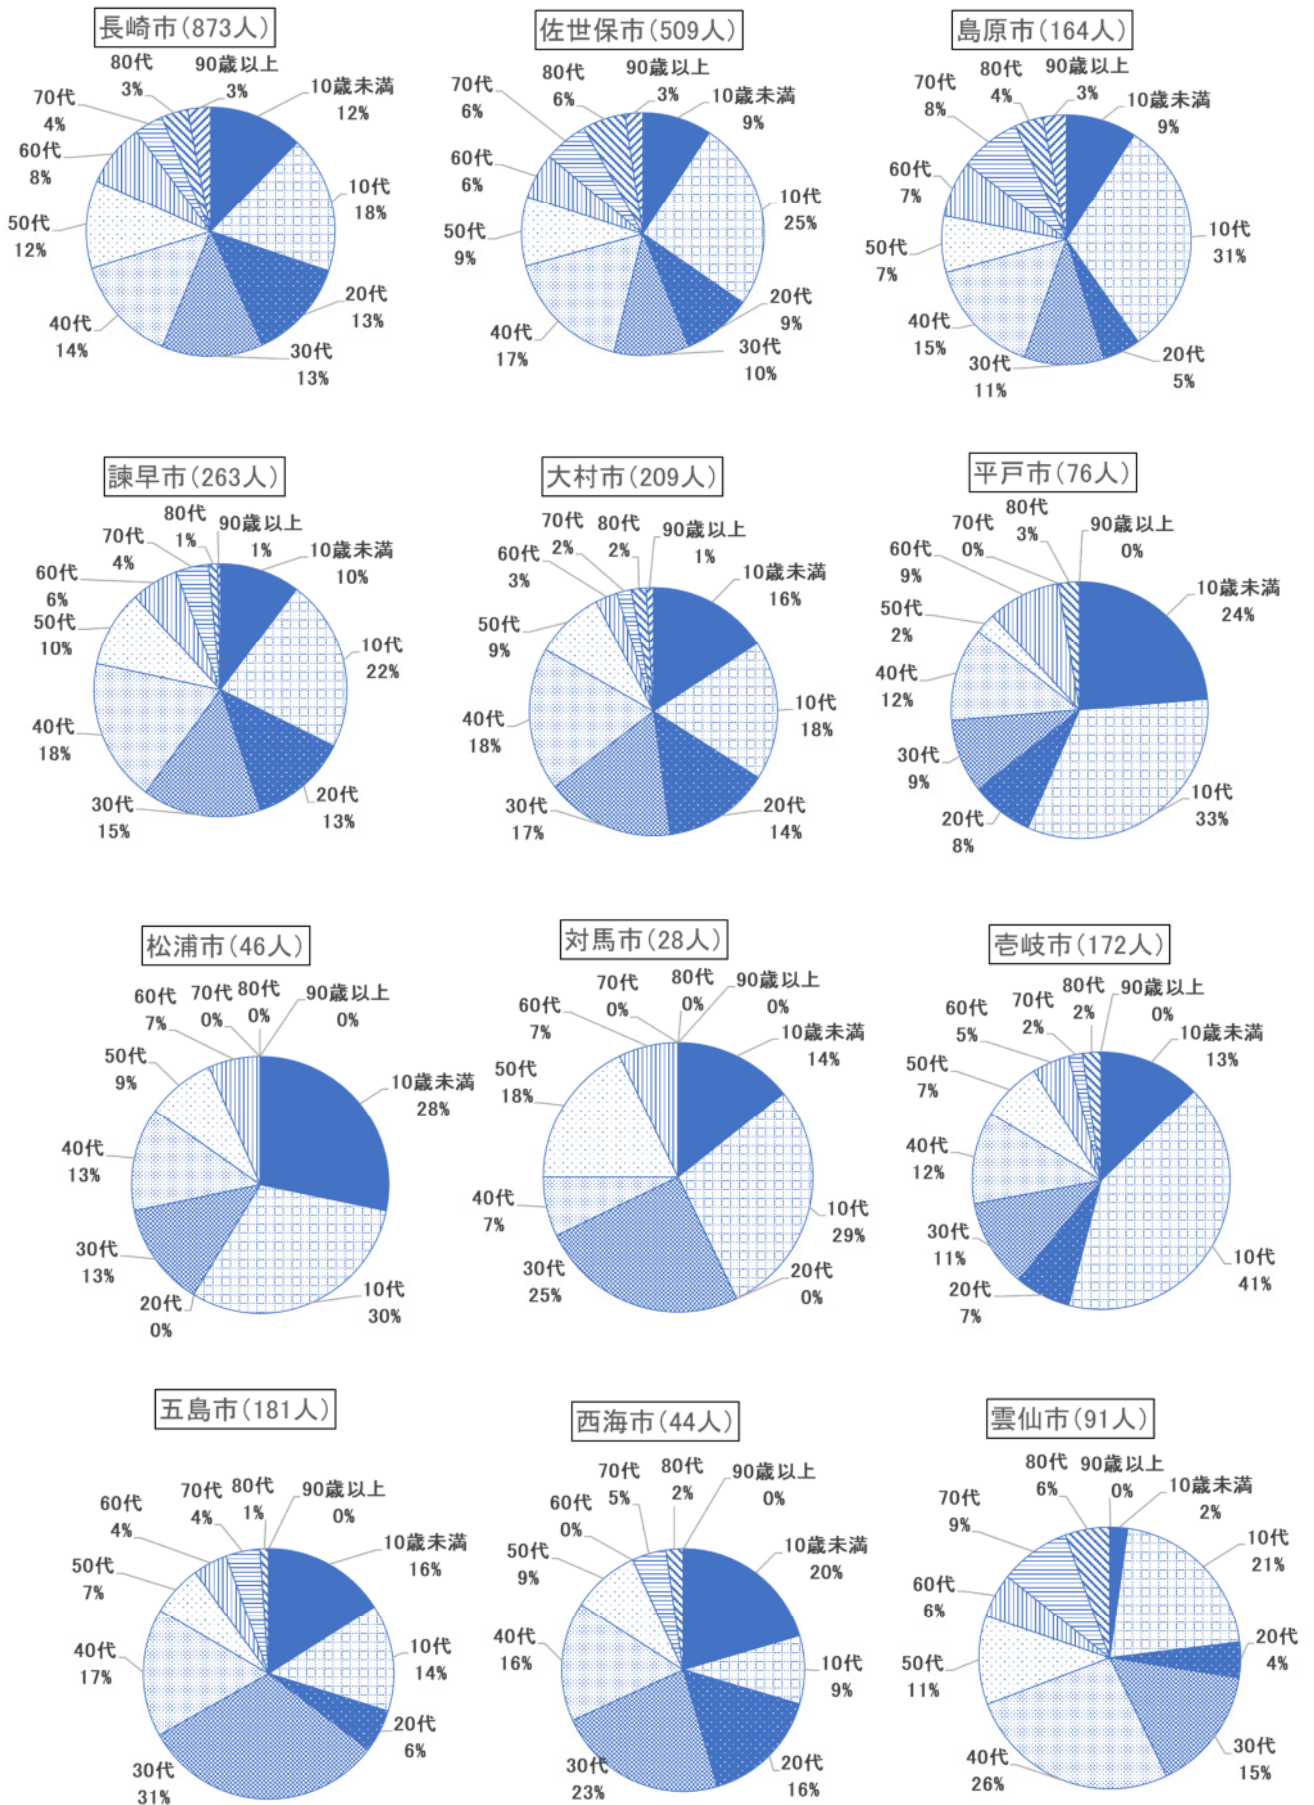 長崎市(873人)
80代
3%
90歳以上
3%
10歳未満
12%
70代
4%
60代
8%
10代
18%
50代
12%
20代
13%
40代
14%
30代
13%
佐世保市(509人)
70代
6%
80代
6%
90歳以上
3%
10歳未満
9%
60代
6%
10代
25%
50代
9%
20代
9%
40代
17%
30代
10%
島原市(164人)
70代
8%
80代
4%
90歳以上
3%
10歳未満
9%
60代
7%
10代
31%
50代
7%
40代
15%
20代
5%
30代
11%
諫早市(263人)
80代
1%
90歳以上
1%
70代
4%
10歳未満
10%
60代
6%
50代
10%
10代
22%
40代
18%
20代
13%
30代
15%
大村市(209人)
70代
2%
80代
2%
90歳以上
1%
60代
3%
10歳未満
16%
50代
9%
10代
18%
40代
18%
30代
17%
20代
14%
平戸市(76人)
80代
3%
70代
0%
90歳以上
0%
60代
9%
10歳未満
24%
50代
2%
40代
12%
30代
9%
10代
33%
20代
8%
松浦市(46人)
60代
7%
70代
0%
80代
0%
90歳以上
0%
50代
9%
10歳未満
28%
40代
13%
30代
13%
10代
30%
20代
0%
対馬市(28人)
60代
7%
70代
0%
80代
0%
90歳以上
0%
10歳未満
14%
50代
18%
40代
7%
10代
29%
30代
25%
20代
0%
壱岐市(172人)
60代
5%
70代
2%
80代
2%
90歳以上
0%
10歳未満
13%
50代
7%
40代
12%
30代
11%
10代
41%
20代
7%
五島市(181人)
60代
4%
70代
4%
80代
1%
90歳以上
0%
50代
7%
10歳未満
16%
40代
17%
10代
14%
20代
6%
30代
31%
西海市(44人)
70代
5%
80代
2%
90歳以上
0%
60代
0%
50代
9%
10歳未満
20%
40代
16%
10代
9%
30代
23%
20代
16%
雲仙市(91人)
80代
6%
90歳以上
0%
10歳未満
2%
70代
9%
10代
21%
60代
6%
20代
4%
50代
11%
40代
26%
30代
15%